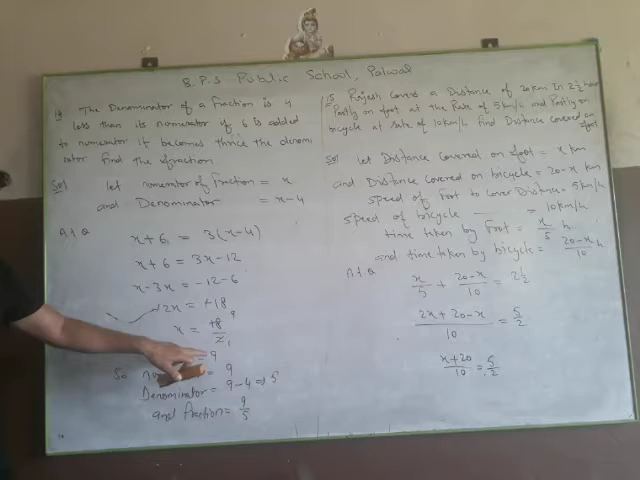 B.P.S Public School, Palwal
14 The Denominator of a fraction is 4
less than its numerator if 6 is added
to numerator it becomes thrice the denomi
nator find the fraction
Sol let numerator of fraction = x
and Denominator = x-4
A.t.Q
x+6 = 3(x-4)
x+6 = 3x-12
x-3x = -12-6
2x = +18
x =
9
So = 9
Denominator = 9-4 ⇒ 5
and fraction = 9/5
15 Rajesh covers a Distance of 20km in 2½ hour
Partly on foot at the Rate of 5km/h and Partly on
bicycle at rate of 10km/h find Distance covered on
foot
Sol let Distance covered on foot = x km
and Distance covered on bicycle = 20-x km
speed of foot to cover Distance = 5km/h
speed of bicycle = 10km/h
time taken by foot = x/5 h
and time taken by bicycle = 20-x/10 h
A.t.Q
x/5 + 20-x/10 = 2½
2x+20-x/10 = 5/2
x+20/10 = 5/2